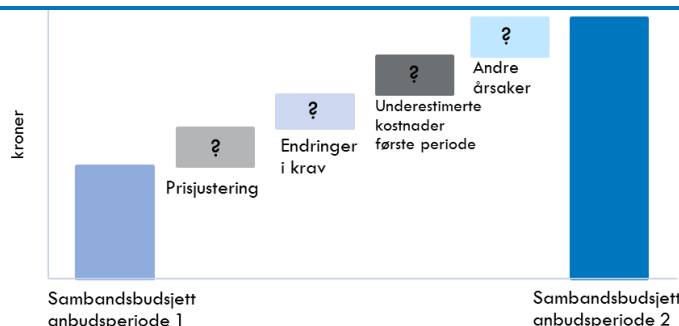 ?
Andre
årsaker
?
Underestimerte
kostnader
første periode
?
Endringer
i krav
?
Prisjustering
kroner
Sambandsbudsjett
anbudsperiode 1
Sambandsbudsjett
anbudsperiode 2